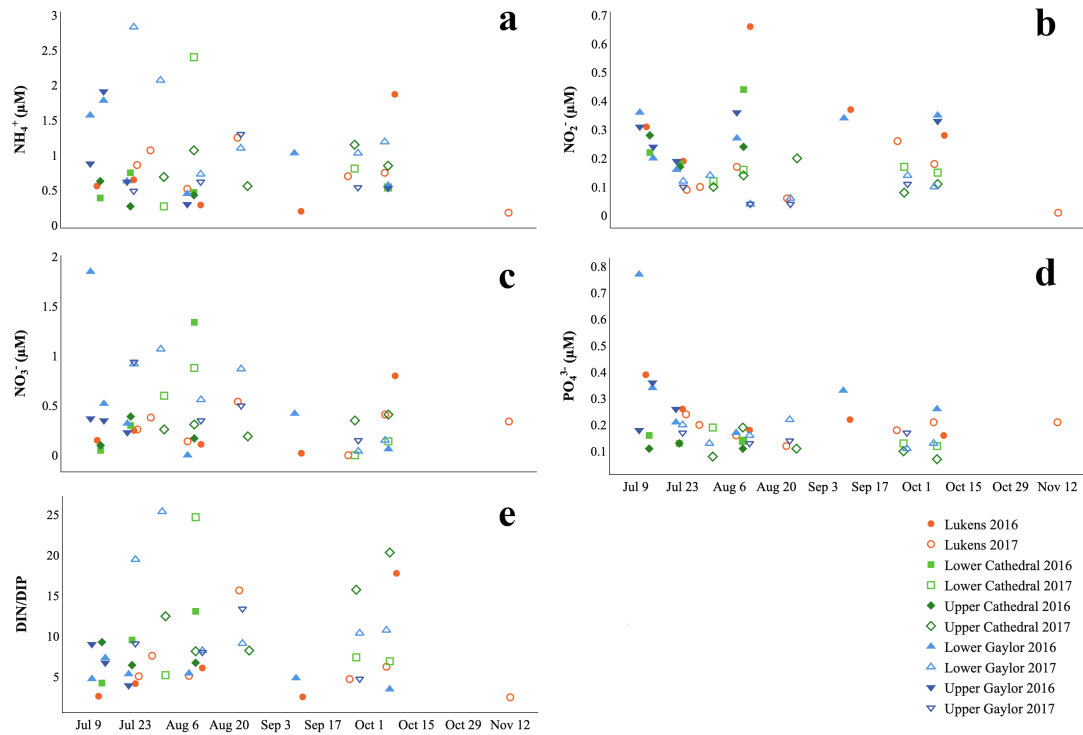 a
3
2.5
2
1.5
1
0.5
0
NH₄⁺ (µM)
b
0.7
0.6
0.5
0.4
0.3
0.2
0.1
0
NO₂⁻ (µM)
c
2
1.5
1
0.5
0
NO₃⁻ (µM)
d
0.8
0.7
0.6
0.5
0.4
0.3
0.2
0.1
PO₄³⁻ (µM)
Jul 9 Jul 23 Aug 6 Aug 20 Sep 3 Sep 17 Oct 1 Oct 15 Oct 29 Nov 12
e
25
20
15
10
5
DIN/DIP
Jul 9 Jul 23 Aug 6 Aug 20 Sep 3 Sep 17 Oct 1 Oct 15 Oct 29 Nov 12
Lukens 2016
Lukens 2017
Lower Cathedral 2016
Lower Cathedral 2017
Upper Cathedral 2016
Upper Cathedral 2017
Lower Gaylor 2016
Lower Gaylor 2017
Upper Gaylor 2016
Upper Gaylor 2017